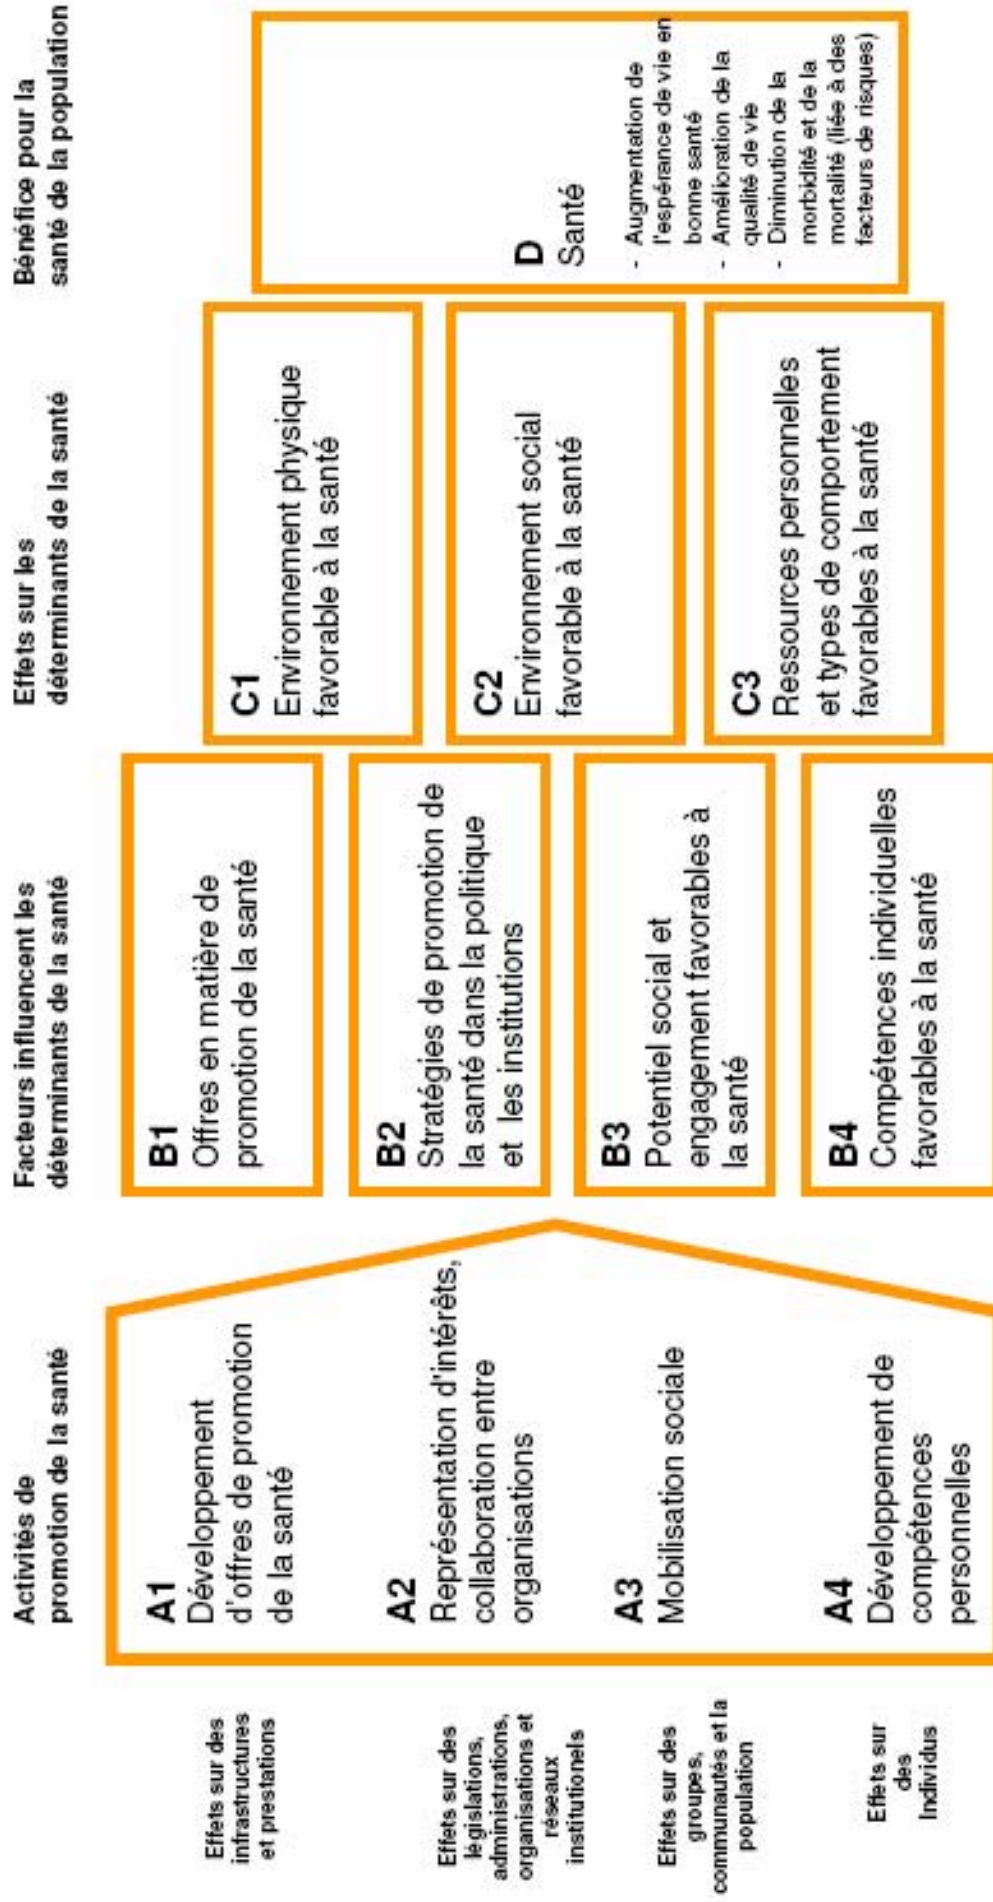 Activités de
promotion de la santé
Facteurs influencent les
déterminants de la santé
Effets sur les
déterminants de la santé
Bénéfice pour la
santé de la population
Effets sur des
infrastructures
et prestations
A1
Développement
d'offres de promotion
de la santé
B1
Offres en matière de
promotion de la santé
C1
Environnement physique
favorable à la santé
Effets sur des
législations,
administrations,
organisations et
réseaux
institutionels
A2
Représentation d'intérêts,
collaboration entre
organisations
B2
Stratégies de promotion de
la santé dans la politique
et les institutions
C2
Environnement social
favorable à la santé
D
Santé
- Augmentation de
l'espérance de vie en
bonne santé
- Amélioration de la
qualité de vie
- Diminution de la
morbidité et de la
mortalité (liée à des
facteurs de risques)
Effets sur des
groupes,
communautés et la
population
A3
Mobilisation sociale
B3
Potentiel social et
engagement favorables à
la santé
C3
Ressources personnelles
et types de comportement
favorables à la santé
Effets sur
des
Individus
A4
Développement de
compétences
personnelles
B4
Compétences individuelles
favorables à la santé